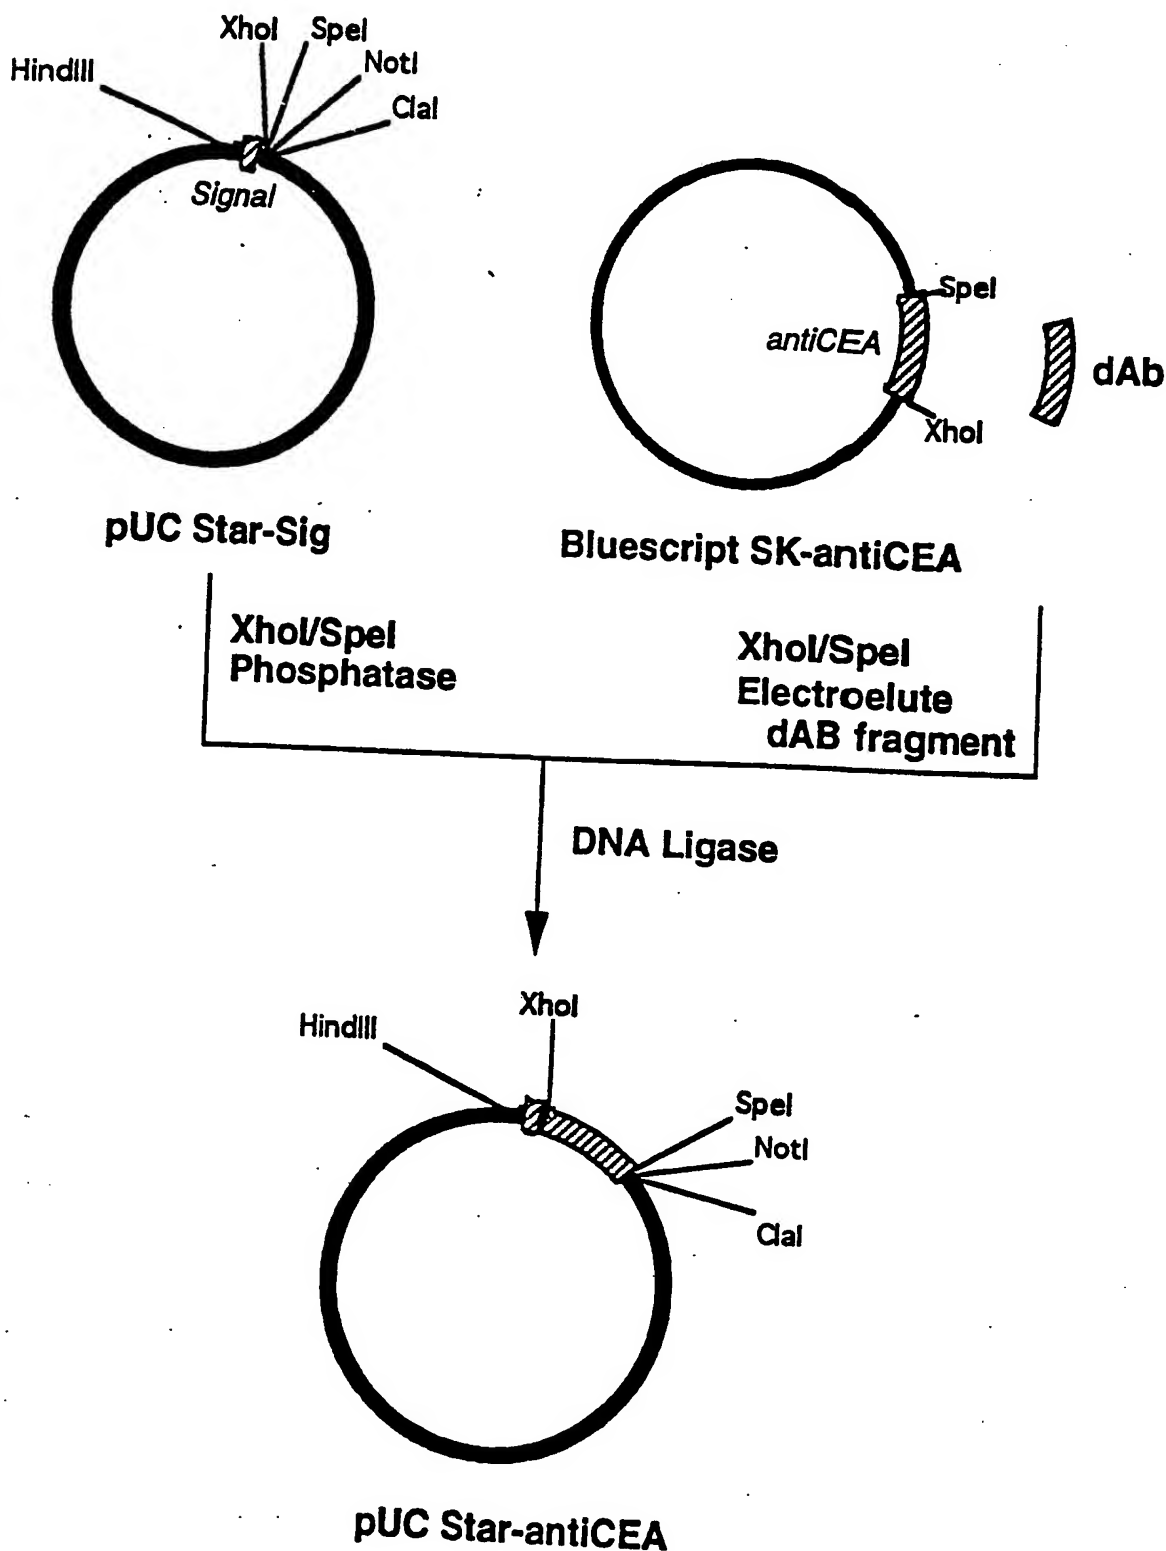 XhoI
SpeI
HindIII
NotI
ClaI
Signal
SpeI
antiCEA
dAb
XhoI
pUC Star-Sig
Bluescript SK-antiCEA
XhoI/SpeI
Phosphatase
XhoI/SpeI
Electroelute
dAB fragment
DNA Ligase
XhoI
HindIII
SpeI
NotI
ClaI
pUC Star-antiCEA